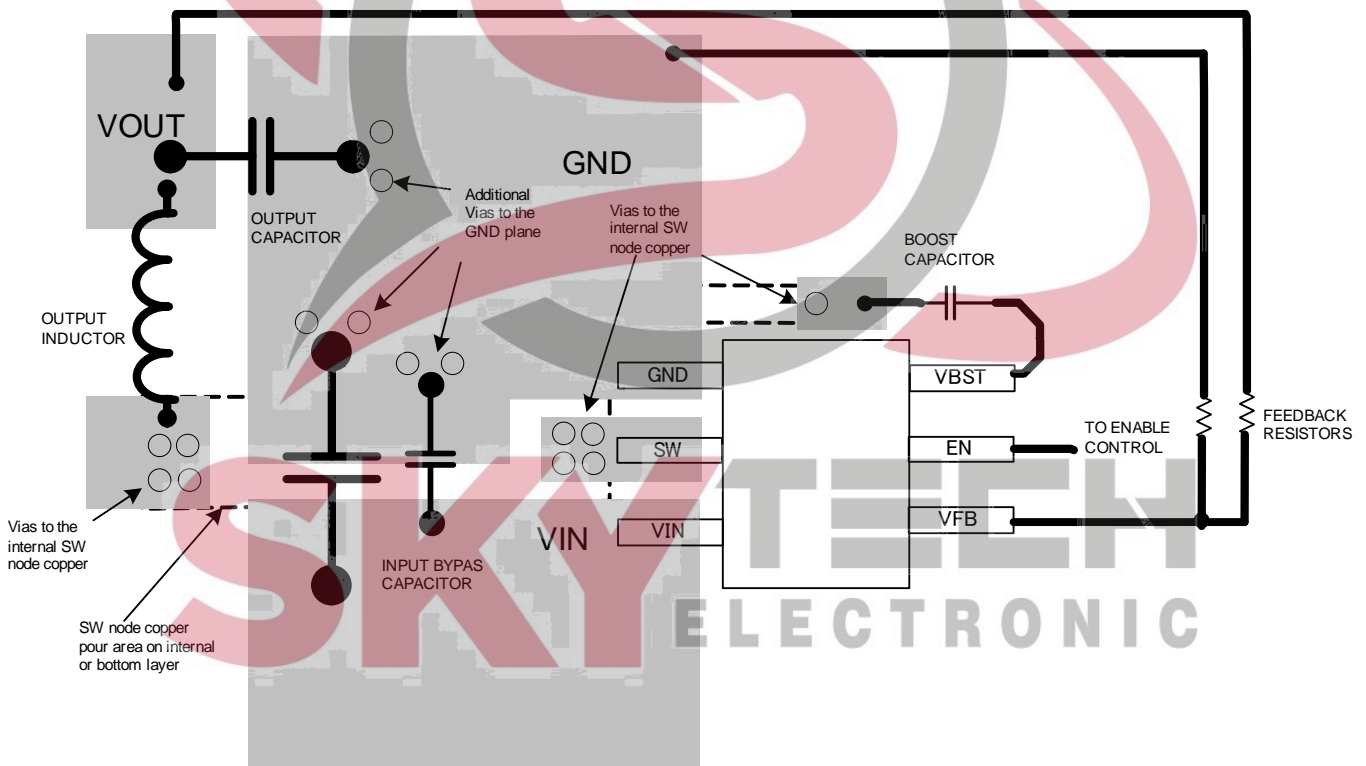 VOUT
GND
OUTPUT
CAPACITOR
Additional
Vias to the
GND plane
Vias to the
internal SW
node copper
BOOST
CAPACITOR
OUTPUT
INDUCTOR
GND
VBST
TO ENABLE
CONTROL
FEEDBACK
RESISTORS
SW
EN
VIN
VIN
VFB
INPUT BYPAS
CAPACITOR
Vias to the
internal SW
node copper
SW node copper
pour area on internal
or bottom layer
SKYTECH
ELECTRONIC